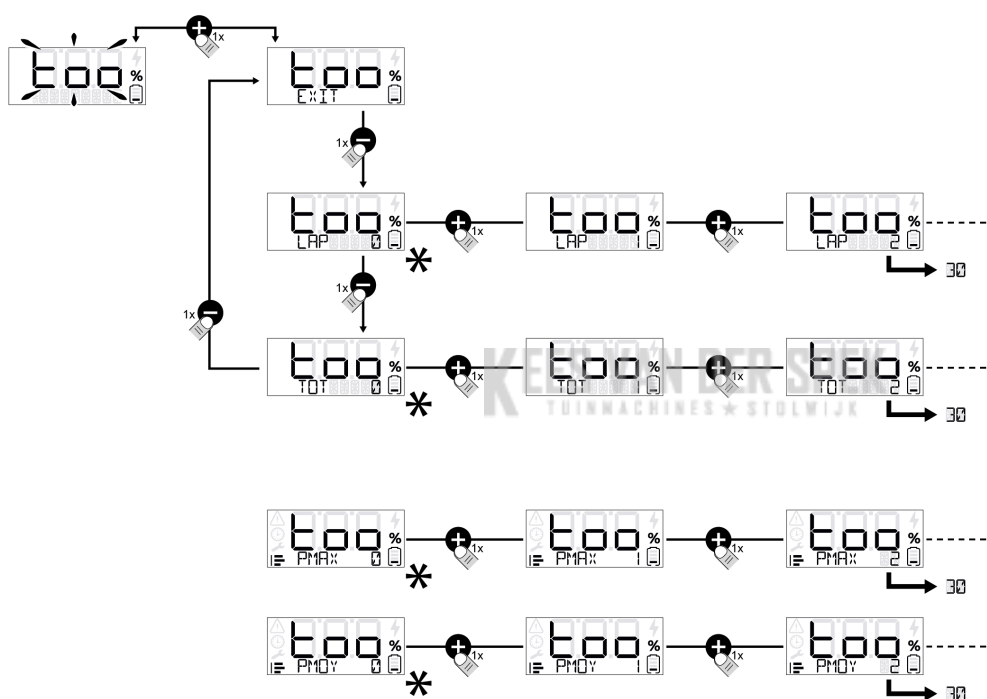 1x
too %
too %
EXIT
1x
too %
LAP 0
1x
too %
LAP 1
1x
too %
LAP 2
30
1x
1x
too %
TOT 0
1x
too %
TOT 1
1x
too %
TOT 2
30
KEES VAN DER SPEK
TUINMACHINES ★ STOLWIJK
too %
PMAX 0
1x
too %
PMAX 1
1x
too %
PMAX 2
30
too %
PMOY 0
1x
too %
PMOY 1
1x
too %
PMOY 2
30